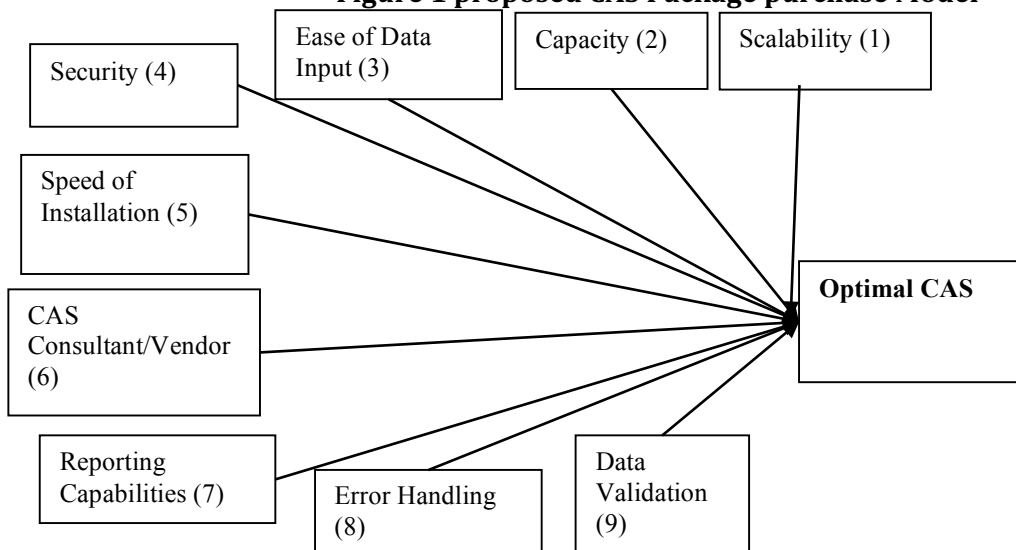 Figure 1 proposed CAS Package purchase Model
Ease of Data
Input (3)
Capacity (2)
Scalability (1)
Security (4)
Speed of
Installation (5)
Optimal CAS
CAS
Consultant/Vendor
(6)
Reporting
Capabilities (7)
Error Handling
(8)
Data
Validation
(9)